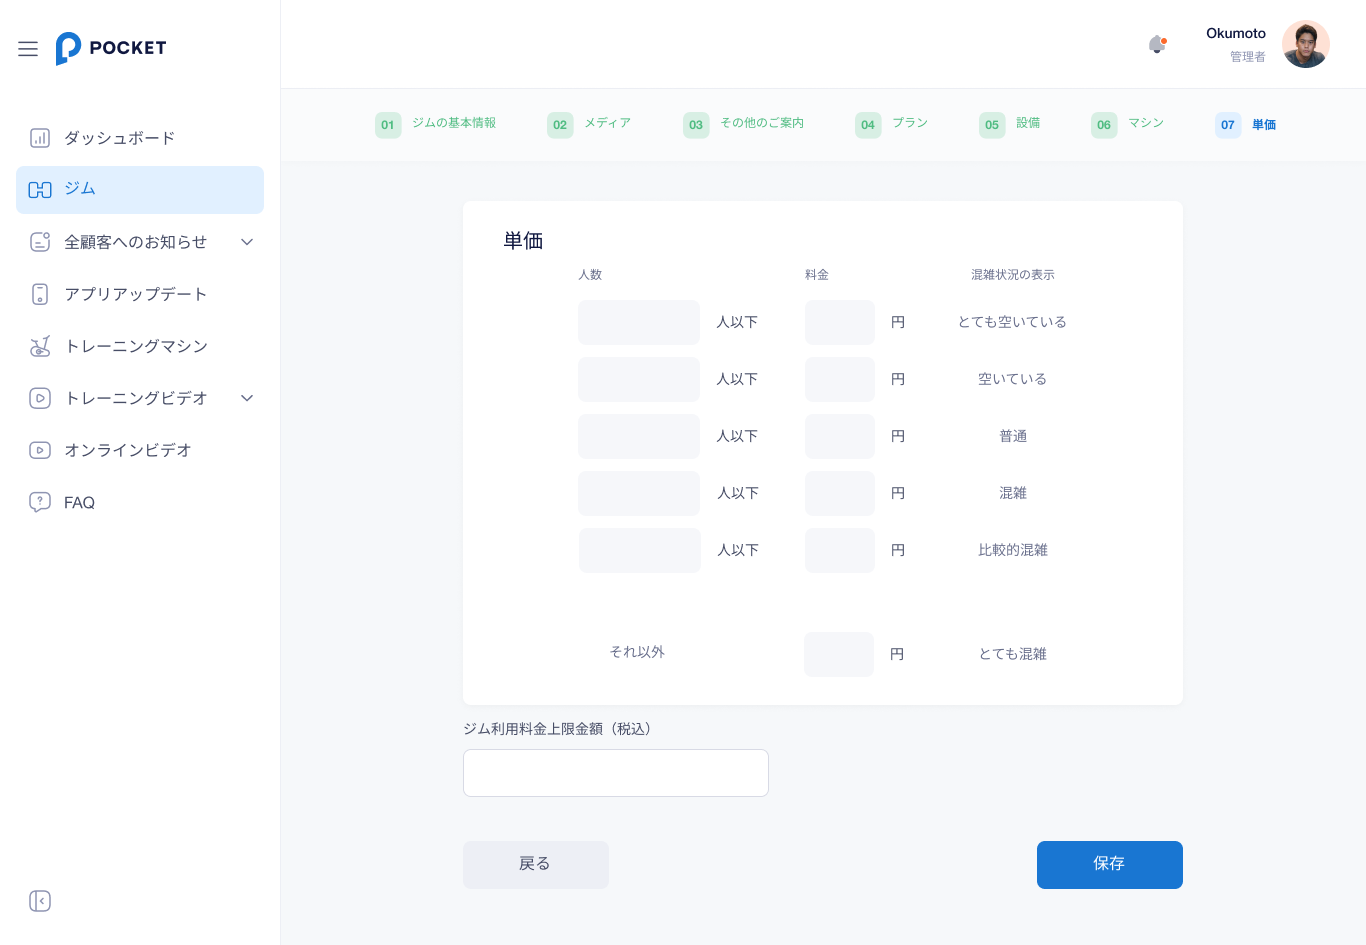 POCKET
Okumoto
管理者
ダッシュボード
ジム
全顧客へのお知らせ
アプリアップデート
トレーニングマシン
トレーニングビデオ
オンラインビデオ
FAQ
01 ジムの基本情報 02 メディア 03 その他のご案内 04 プラン 05 設備 06 マシン 07 単価
単価
人数 料金 混雑状況の表示
人以下 円 とても空いている
人以下 円 空いている
人以下 円 普通
人以下 円 混雑
人以下 円 比較的混雑
それ以外 円 とても混雑
ジム利用料金上限金額（税込）
戻る 保存